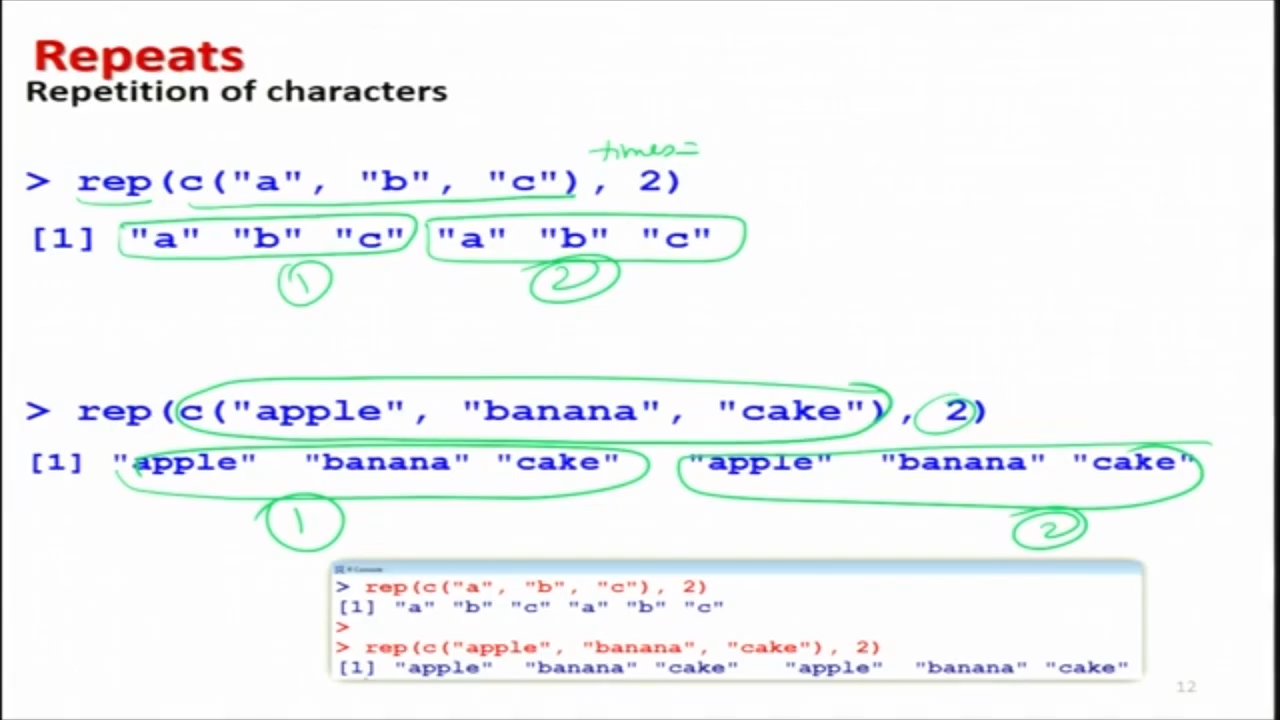 Repeats
Repetition of characters
times=
> rep(c("a", "b", "c"), 2)
[1] "a" "b" "c" "a" "b" "c"
1 2
> rep(c("apple", "banana", "cake"), 2)
[1] "apple" "banana" "cake" "apple" "banana" "cake"
1 2
R Console
> rep(c("a", "b", "c"), 2)
[1] "a" "b" "c" "a" "b" "c"
>
> rep(c("apple", "banana", "cake"), 2)
[1] "apple" "banana" "cake" "apple" "banana" "cake"
12